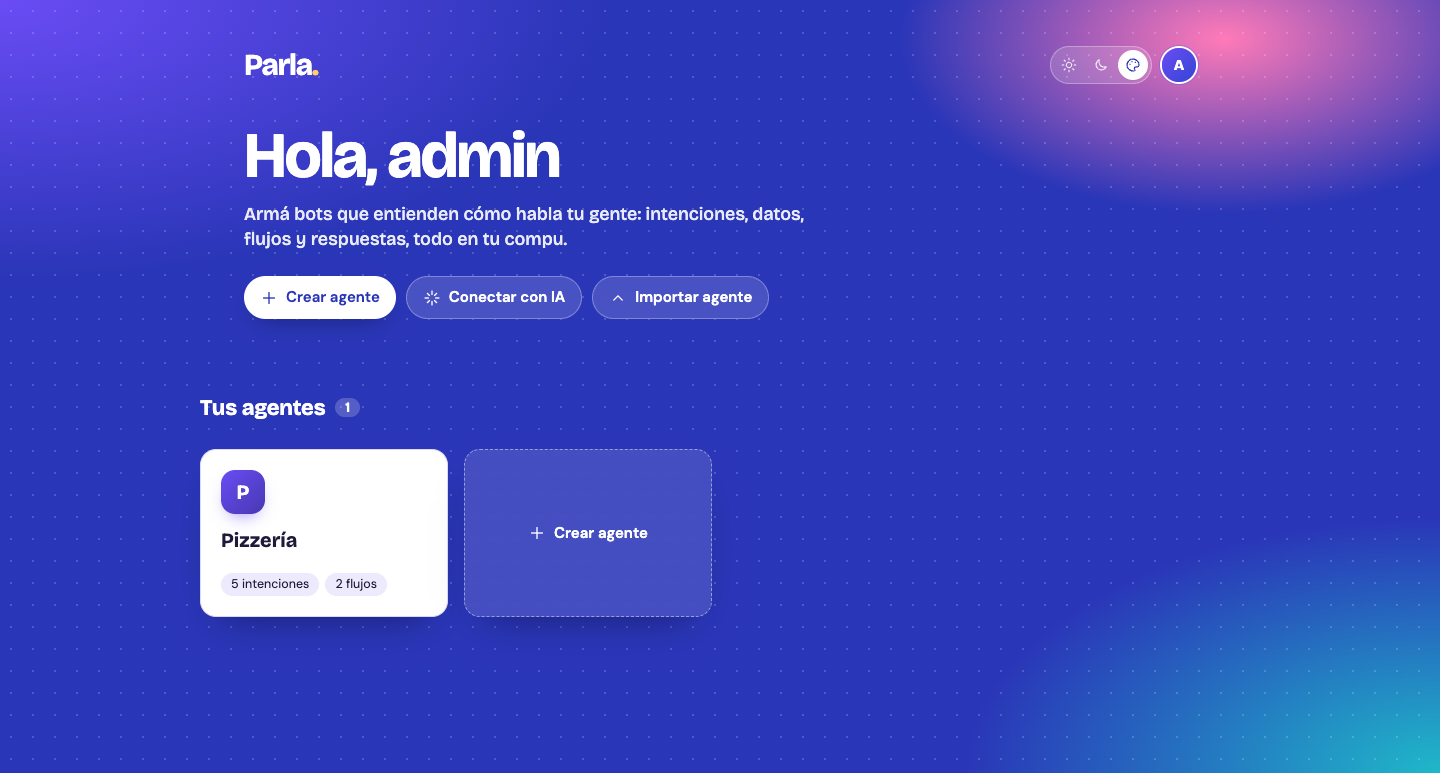 Parla.
A
Hola, admin
Armá bots que entienden cómo habla tu gente: intenciones, datos,
flujos y respuestas, todo en tu compu.
Crear agente
Conectar con IA
Importar agente
Tus agentes 1
P
Pizzería
5 intenciones
2 flujos
Crear agente